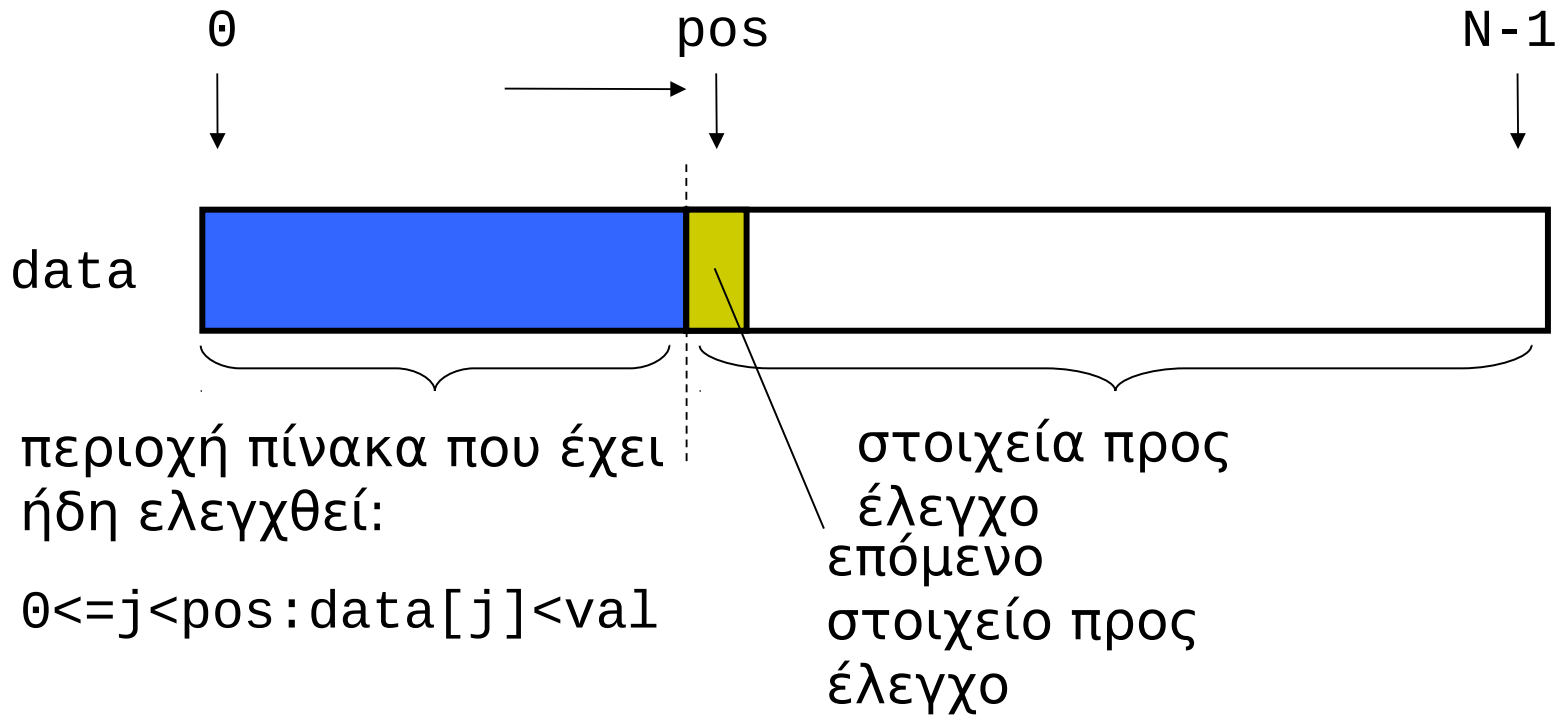 0
pos
N-1
data
περιοχή πίνακα που έχει
ήδη ελεγχθεί:
0<=j<pos:data[j]<val
στοιχεία προς
έλεγχο
επόμενο
στοιχείο προς
έλεγχο